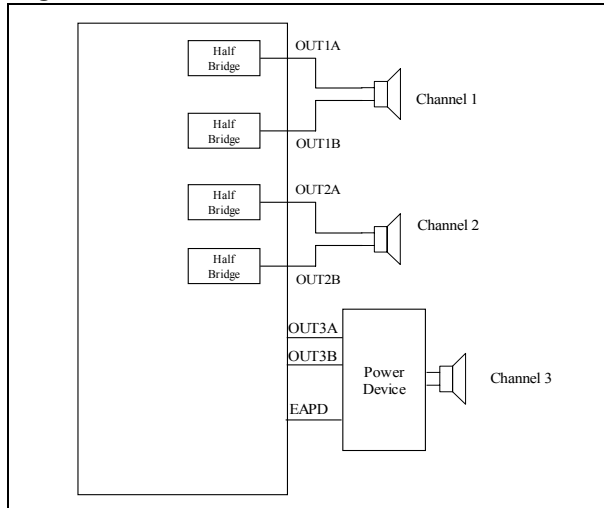 Half
Bridge
OUT1A
Channel 1
Half
Bridge
OUT1B
Half
Bridge
OUT2A
Channel 2
Half
Bridge
OUT2B
OUT3A
OUT3B
EAPD
Power
Device
Channel 3